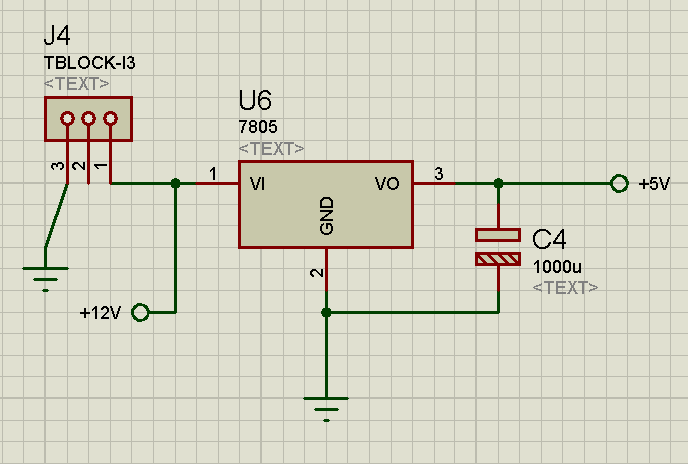 J4
TBLOCK-I3
<TEXT>
3 2 1
U6
7805
<TEXT>
1
VI
VO
3
GND
2
+5V
C4
1000u
<TEXT>
+12V